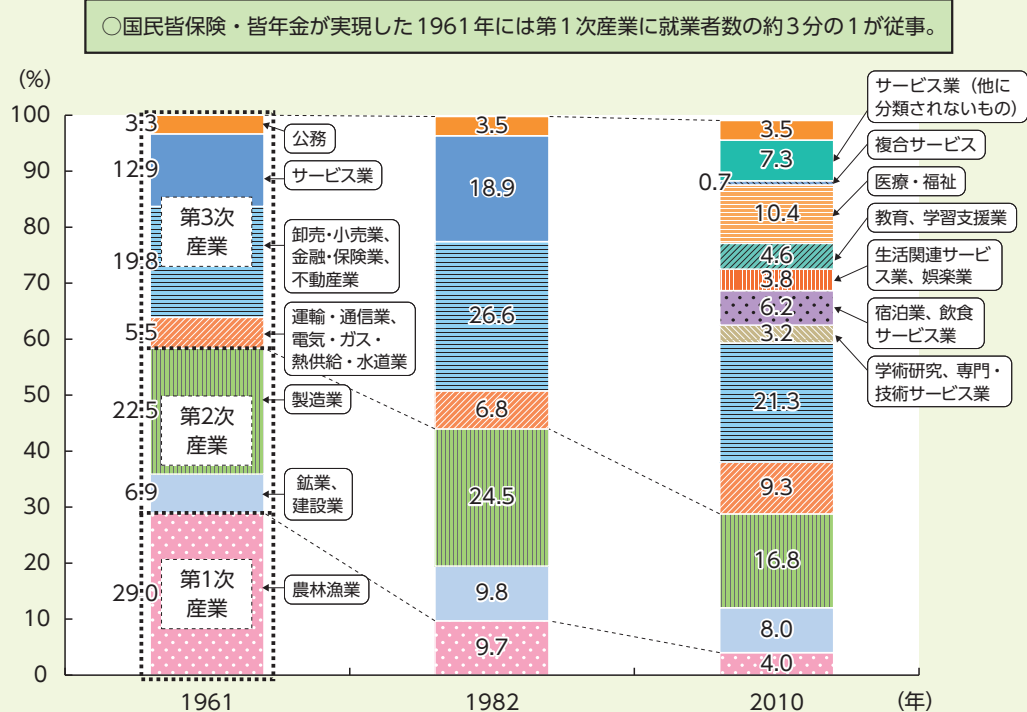 ○国民皆保険・皆年金が実現した1961年には第1次産業に就業者数の約3分の1が従事。
(%)
100
90
80
70
60
50
40
30
20
10
0
3.3
12.9
第3次
産業
19.8
5.5
22.5
第2次
産業
6.9
第1次
産業
29.0
公務
サービス業
卸売・小売業、
金融・保険業、
不動産業
運輸・通信業、
電気・ガス・
熱供給・水道業
製造業
鉱業、
建設業
農林漁業
3.5
18.9
26.6
6.8
24.5
9.8
9.7
3.5
7.3
0.7
10.4
4.6
3.8
6.2
3.2
21.3
9.3
16.8
8.0
4.0
サービス業（他に
分類されないもの）
複合サービス
医療・福祉
教育、学習支援業
生活関連サービ
ス業、娯楽業
宿泊業、飲食
サービス業
学術研究、専門・
技術サービス業
1961
1982
2010
(年)